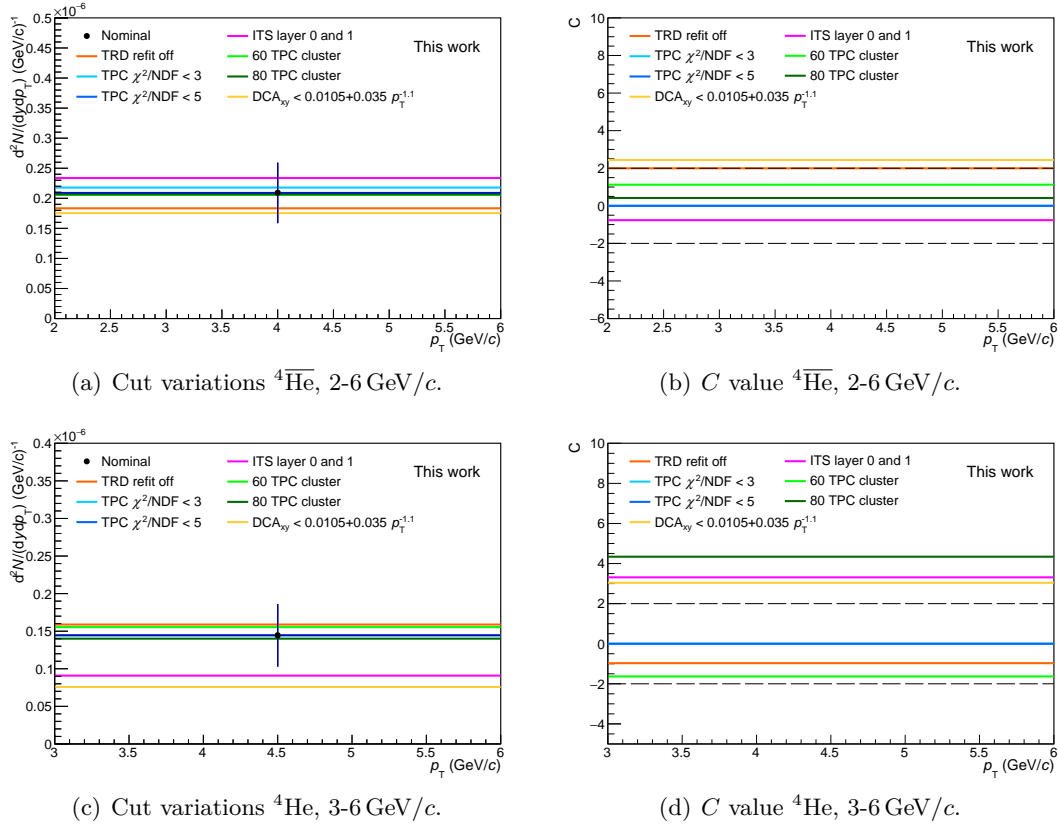 ×10⁻⁶
d²N/(dydp_T) (GeV/c)⁻¹
0.5
0.45
0.4
0.35
0.3
0.25
0.2
0.15
0.1
0.05
0
Nominal
TRD refit off
TPC χ²/NDF < 3
TPC χ²/NDF < 5
ITS layer 0 and 1
60 TPC cluster
80 TPC cluster
DCA_xy < 0.0105+0.035 p_T^-1.1
This work
2 2.5 3 3.5 4 4.5 5 5.5 6
p_T (GeV/c)
(a) Cut variations ⁴H̅e̅, 2-6 GeV/c.
C
10
8
6
4
2
0
−2
−4
−6
TRD refit off
TPC χ²/NDF < 3
TPC χ²/NDF < 5
ITS layer 0 and 1
60 TPC cluster
80 TPC cluster
DCA_xy < 0.0105+0.035 p_T^-1.1
This work
2 2.5 3 3.5 4 4.5 5 5.5 6
p_T (GeV/c)
(b) C value ⁴H̅e̅, 2-6 GeV/c.
×10⁻⁶
d²N/(dydp_T) (GeV/c)⁻¹
0.4
0.35
0.3
0.25
0.2
0.15
0.1
0.05
0
Nominal
TRD refit off
TPC χ²/NDF < 3
TPC χ²/NDF < 5
ITS layer 0 and 1
60 TPC cluster
80 TPC cluster
DCA_xy < 0.0105+0.035 p_T^-1.1
This work
3 3.5 4 4.5 5 5.5 6
p_T (GeV/c)
(c) Cut variations ⁴He, 3-6 GeV/c.
C
10
8
6
4
2
0
−2
−4
TRD refit off
TPC χ²/NDF < 3
TPC χ²/NDF < 5
ITS layer 0 and 1
60 TPC cluster
80 TPC cluster
DCA_xy < 0.0105+0.035 p_T^-1.1
This work
3 3.5 4 4.5 5 5.5 6
p_T (GeV/c)
(d) C value ⁴He, 3-6 GeV/c.